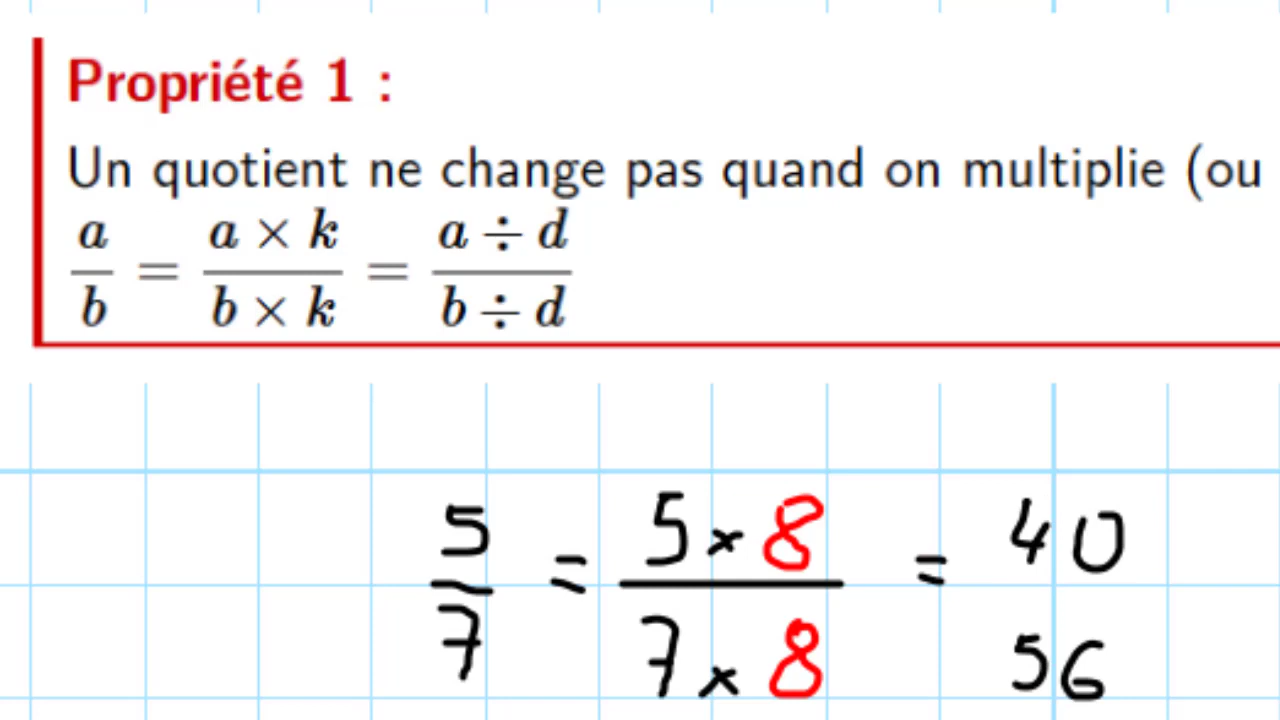 Propriété 1 :
Un quotient ne change pas quand on multiplie (ou
a/b = a × k/b × k = a ÷ d/b ÷ d
5/7 = 5 × 8/7 × 8 = 40 56